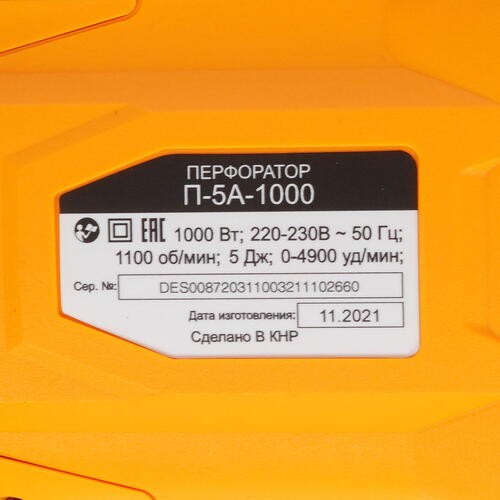 ПЕРФОРАТОР
П-5А-1000
EAC 1000 Вт; 220-230В ~ 50 Гц;
1100 об/мин; 5 Дж; 0-4900 уд/мин;
Сер. №: DES008720311003211102660
Дата изготовления: 11.2021
Сделано В КНР